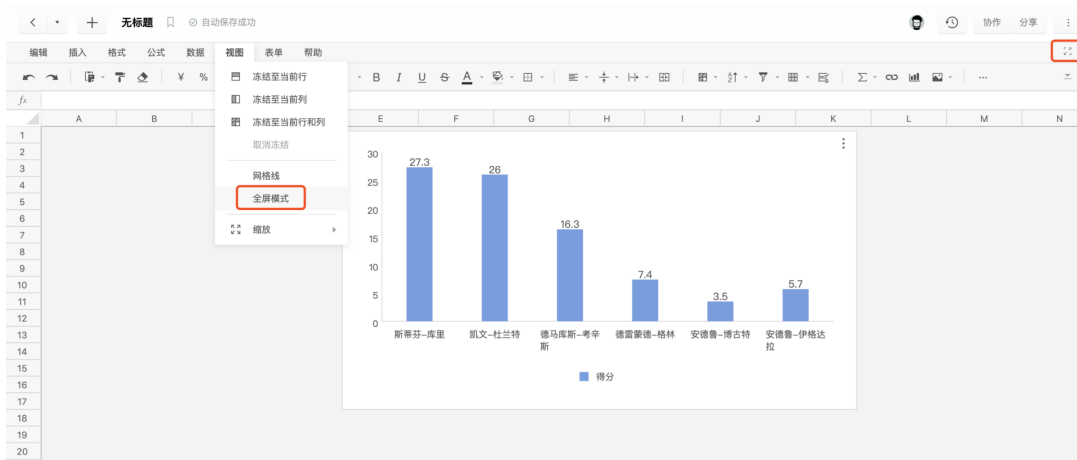 无标题 自动保存成功 协作 分享
编辑 插入 格式 公式 数据 视图 表单 帮助
¥ % B I U S A Σ ...
fx
A B E F G H I J K L M N
冻结至当前行
冻结至当前列
冻结至当前行和列
取消冻结
网格线
全屏模式
缩放
1
2
3
4
5
6
7
8
9
10
11
12
13
14
15
16
17
18
19
20
30
25
20
15
10
5
0
27.3
26
16.3
7.4
3.5
5.7
斯蒂芬–库里
凯文–杜兰特
德马库斯–考辛
斯
德雷蒙德–格林
安德鲁–博古特
安德鲁–伊格达
拉
得分